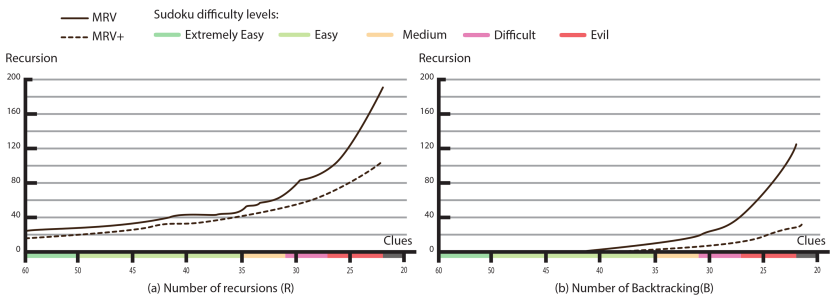 MRV
MRV+
Sudoku difficulty levels:
Extremely Easy Easy Medium Difficult Evil
Recursion
200
160
120
80
40
0
Clues
60 50 45 40 35 30 25 20
(a) Number of recursions (R)
Recursion
200
160
120
80
40
0
Clues
60 50 45 40 35 30 25 20
(b) Number of Backtracking(B)